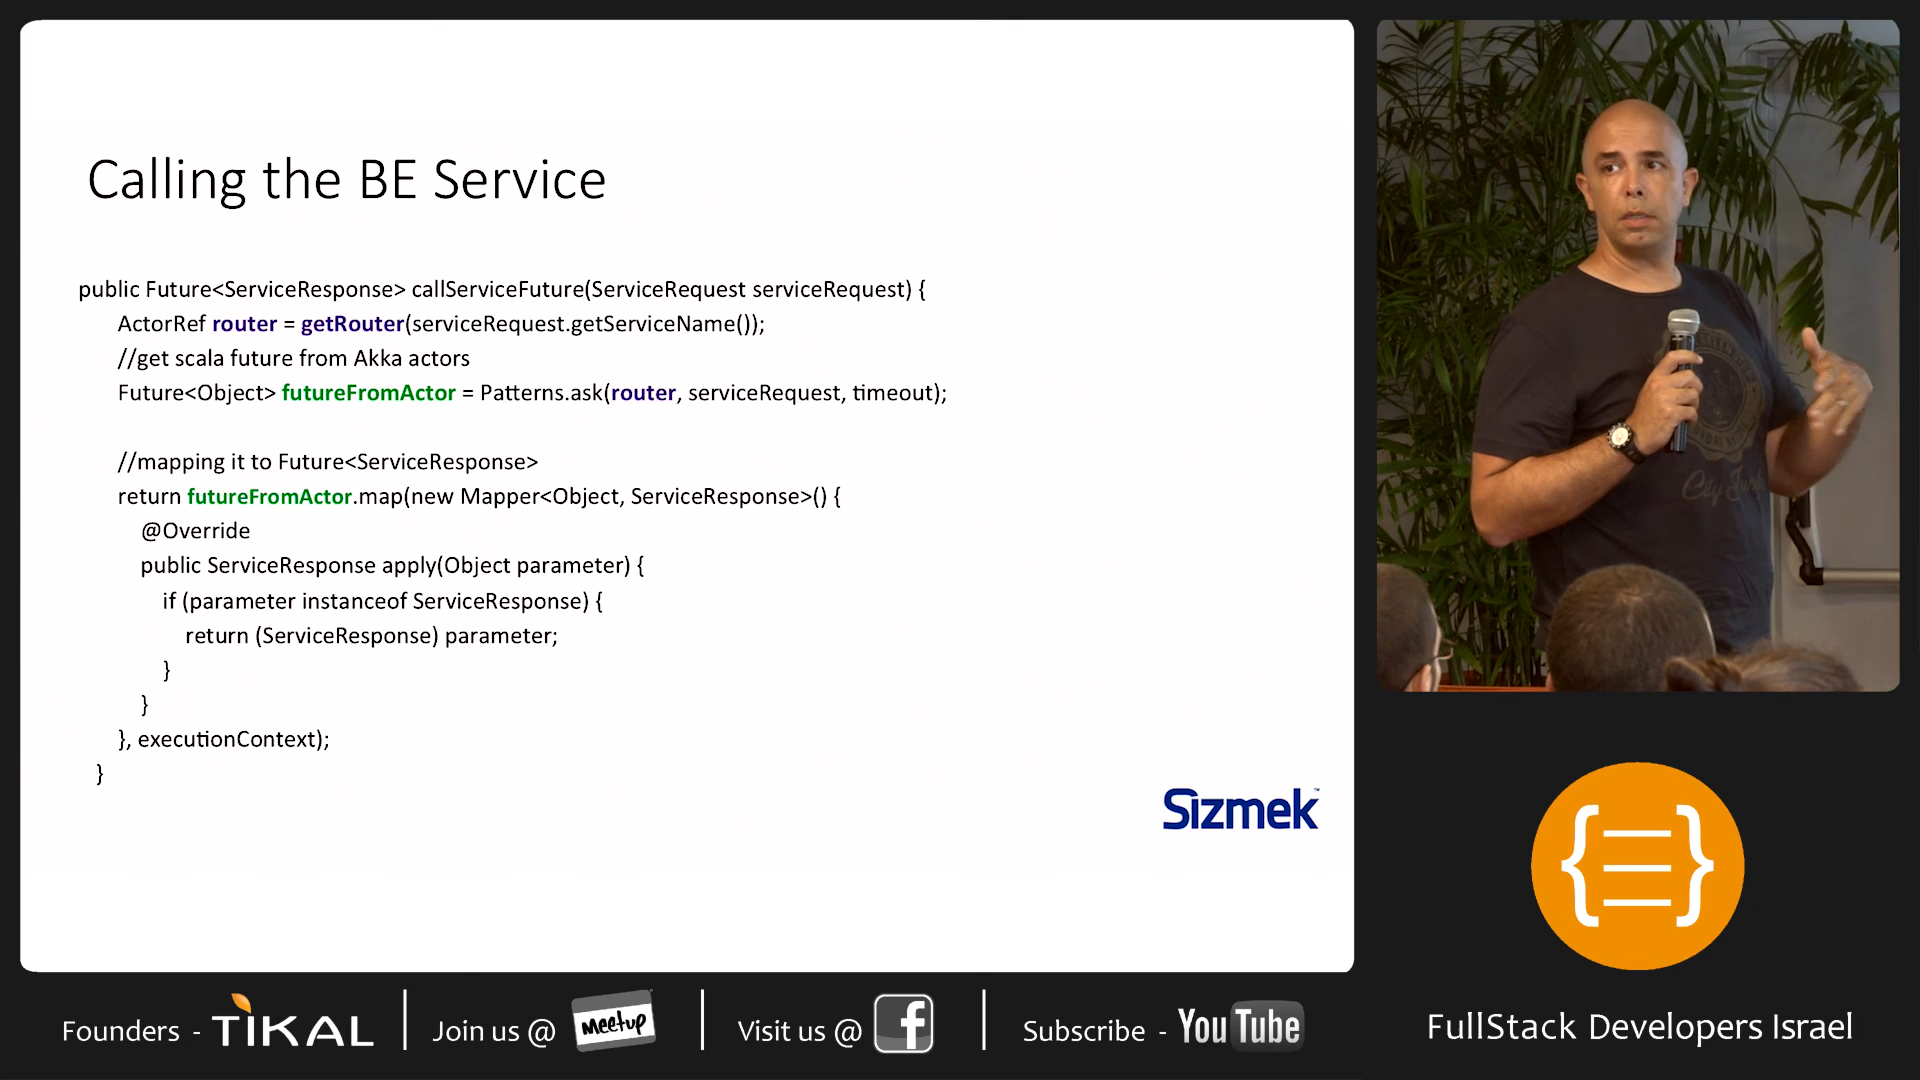 Calling the BE Service
public Future<ServiceResponse> callServiceFuture(ServiceRequest serviceRequest) {
ActorRef router = getRouter(serviceRequest.getServiceName());
//get scala future from Akka actors
Future<Object> futureFromActor = Patterns.ask(router, serviceRequest, timeout);
//mapping it to Future<ServiceResponse>
return futureFromActor.map(new Mapper<Object, ServiceResponse>() {
@Override
public ServiceResponse apply(Object parameter) {
if (parameter instanceof ServiceResponse) {
return (ServiceResponse) parameter;
}
}
}, executionContext);
}
Sizmek™
City
{≡}
Founders - TIKAL
Join us @ Meetup
Visit us @ f
Subscribe - YouTube
FullStack Developers Israel